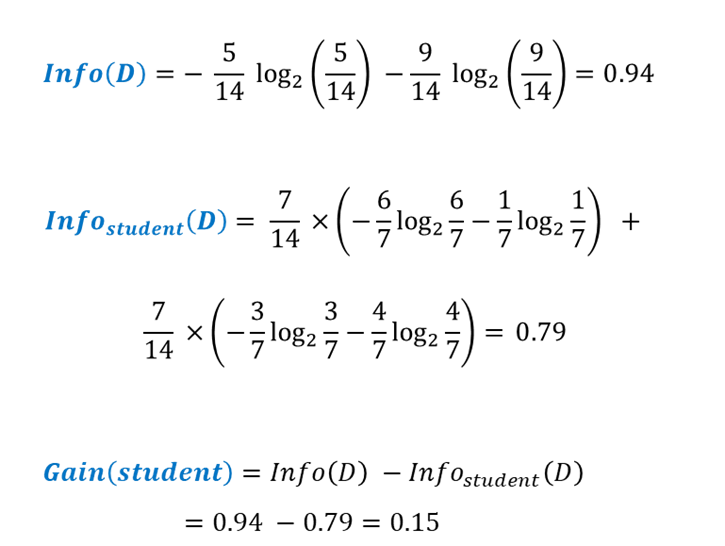 Info(D) = − 5/14 log₂ (5/14) − 9/14 log₂ (9/14) = 0.94
Info_student(D) = 7/14 × (− 6/7 log₂ 6/7 − 1/7 log₂ 1/7) +
7/14 × (− 3/7 log₂ 3/7 − 4/7 log₂ 4/7) = 0.79
Gain(student) = Info(D) − Info_student(D)
= 0.94 − 0.79 = 0.15